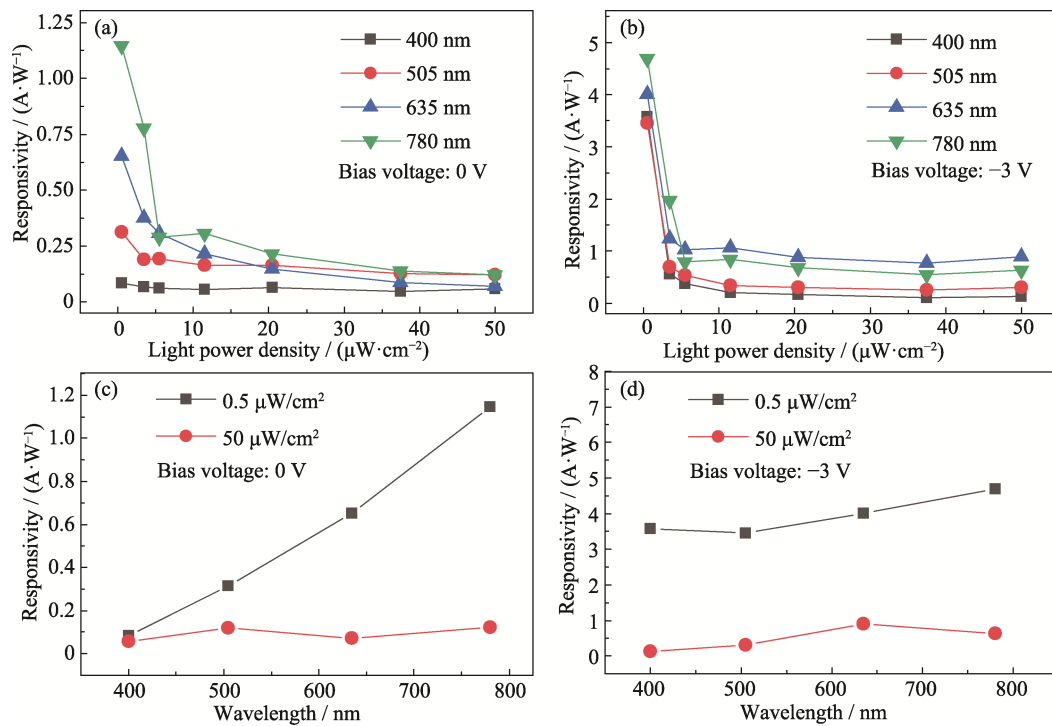 (a)
400 nm
505 nm
635 nm
780 nm
Bias voltage: 0 V
1.25
1.00
0.75
0.50
0.25
0
Responsivity / (A·W⁻¹)
0 10 20 30 40 50
Light power density / (μW·cm⁻²)
(b)
400 nm
505 nm
635 nm
780 nm
Bias voltage: −3 V
5
4
3
2
1
0
Responsivity / (A·W⁻¹)
0 10 20 30 40 50
Light power density / (μW·cm⁻²)
(c)
0.5 μW/cm²
50 μW/cm²
Bias voltage: 0 V
1.2
1.0
0.8
0.6
0.4
0.2
0
Responsivity / (A·W⁻¹)
400 500 600 700 800
Wavelength / nm
(d)
0.5 μW/cm²
50 μW/cm²
Bias voltage: −3 V
8
7
6
5
4
3
2
1
0
Responsivity / (A·W⁻¹)
400 500 600 700 800
Wavelength / nm